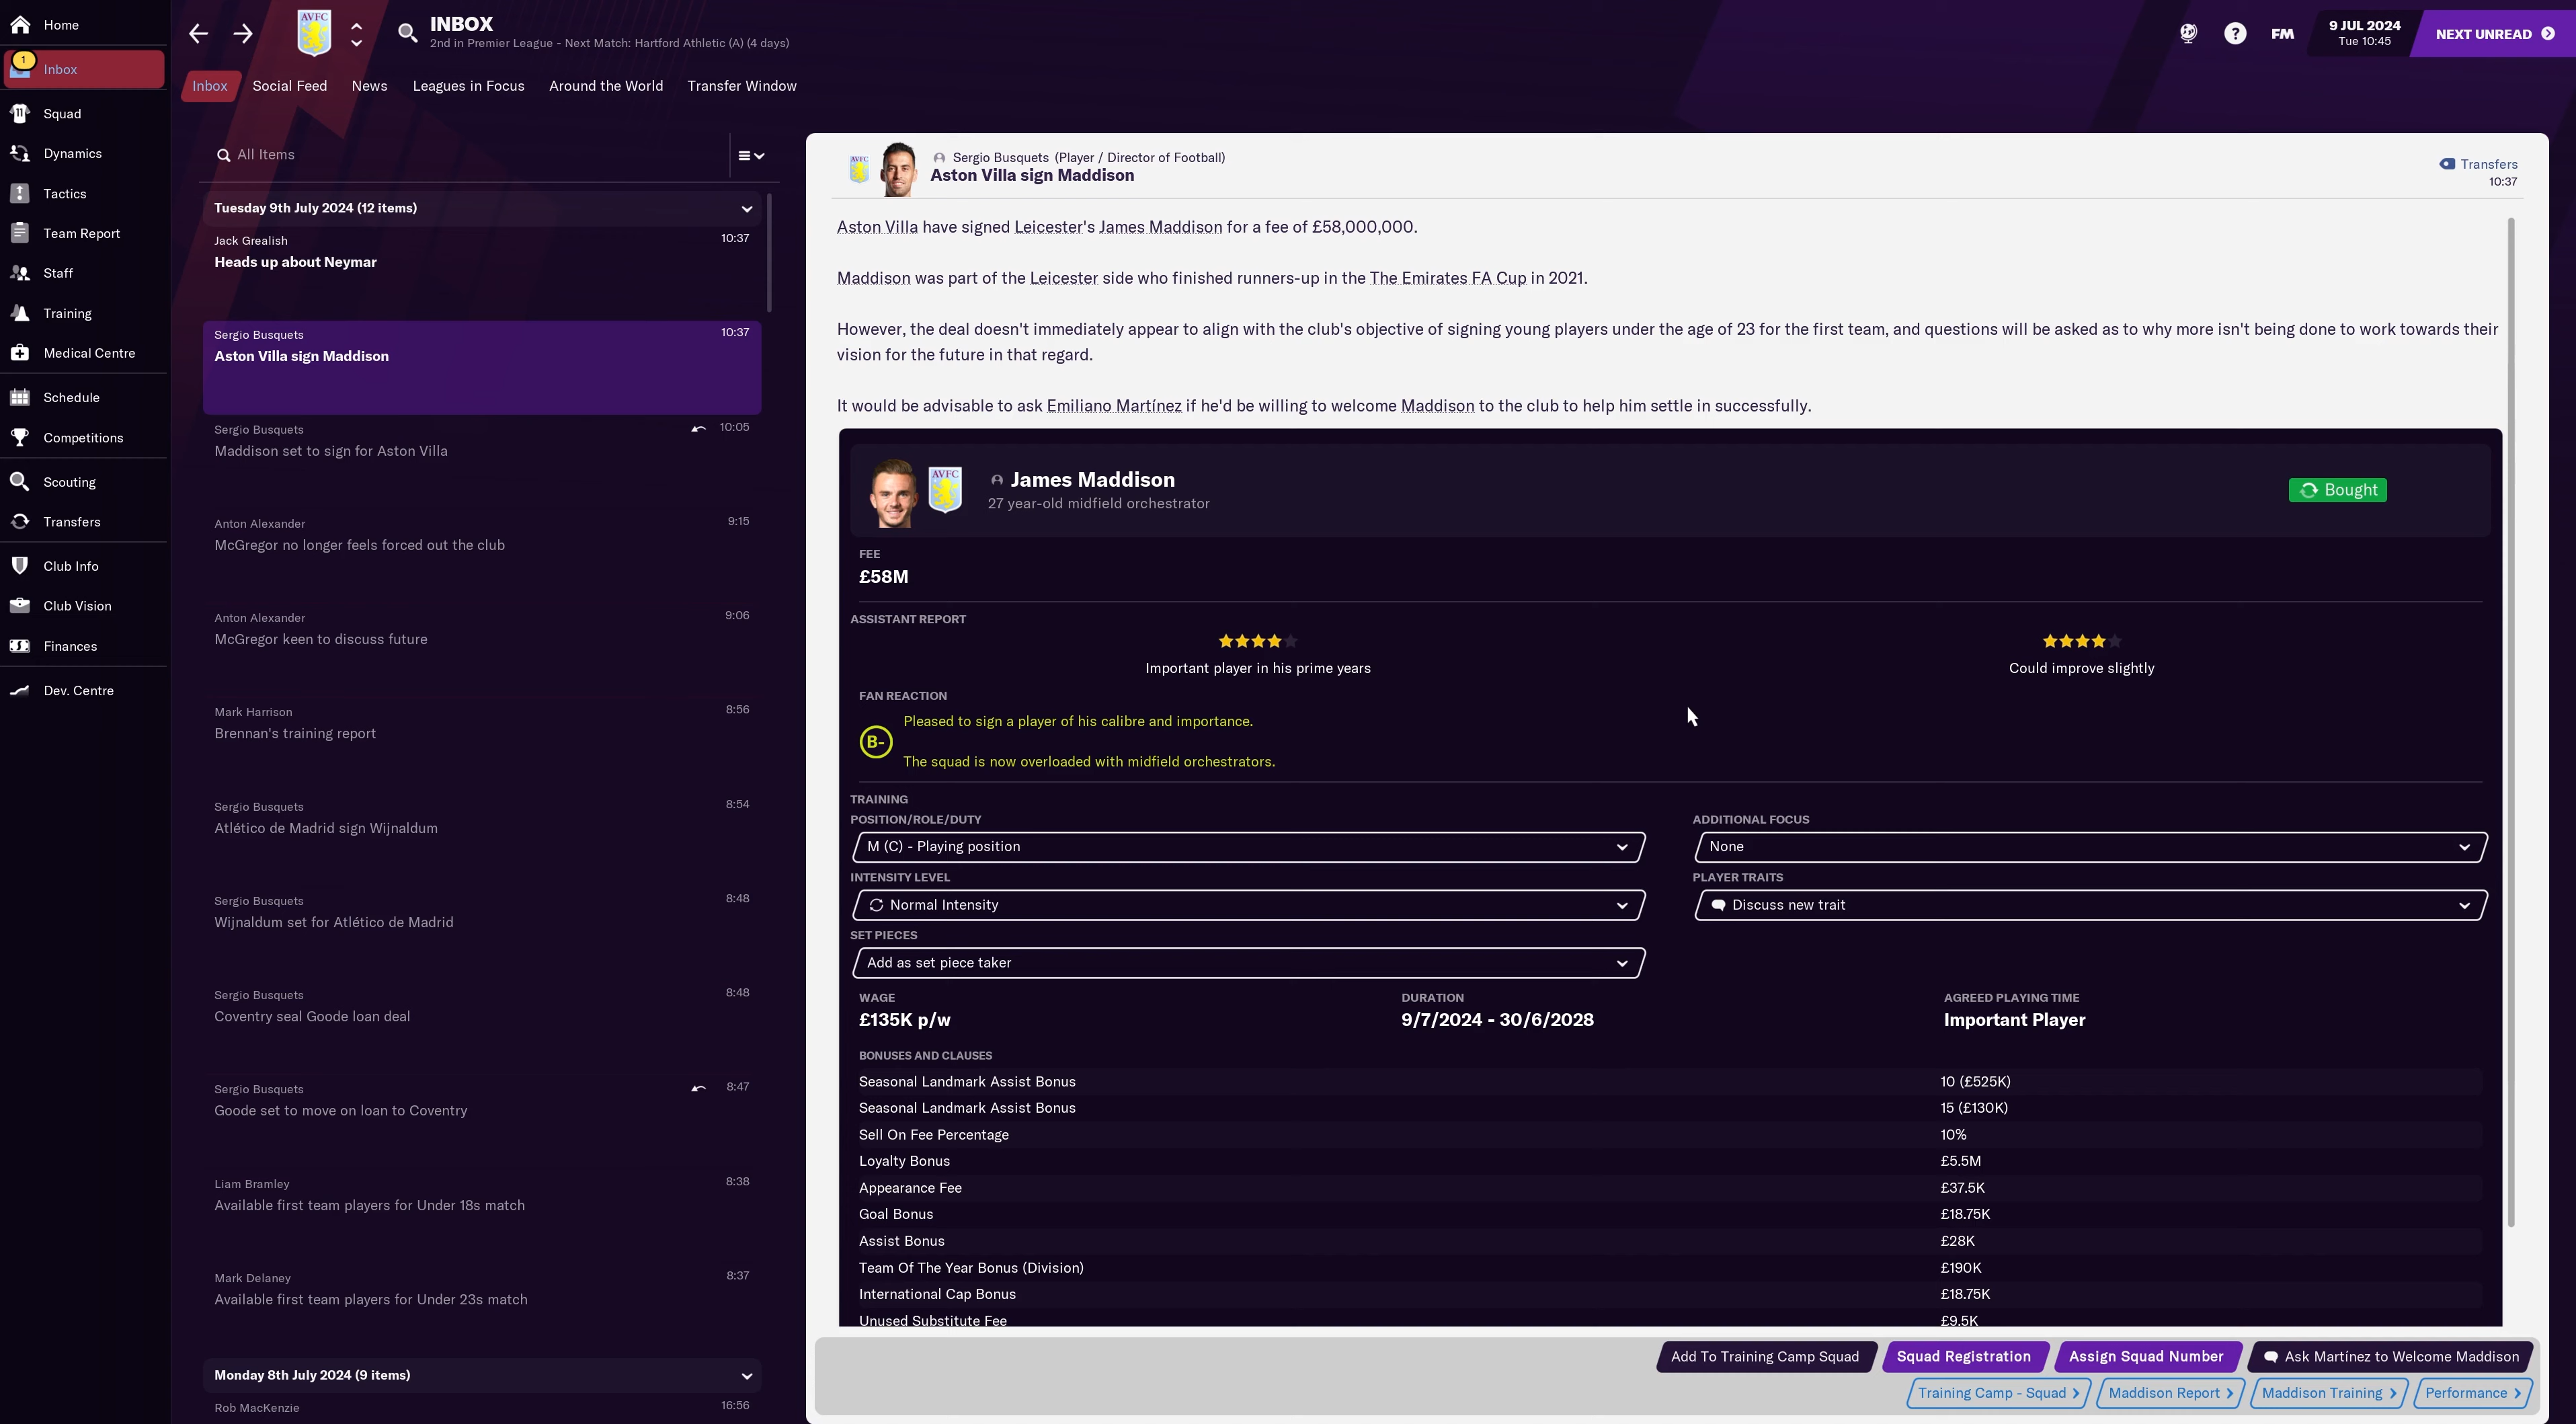 Home
1
Inbox
Squad
Dynamics
Tactics
Team Report
Staff
Training
Medical Centre
Schedule
Competitions
Scouting
Transfers
Club Info
Club Vision
Finances
Dev. Centre
AVFC
INBOX
2nd in Premier League - Next Match: Hartford Athletic (A) (4 days)
FM
9 JUL 2024
Tue 10:45
NEXT UNREAD
Inbox Social Feed News Leagues in Focus Around the World Transfer Window
All Items
Tuesday 9th July 2024 (12 items)
Jack Grealish 10:37
Heads up about Neymar
Sergio Busquets 10:37
Aston Villa sign Maddison
Sergio Busquets 10:05
Maddison set to sign for Aston Villa
Anton Alexander 9:15
McGregor no longer feels forced out the club
Anton Alexander 9:06
McGregor keen to discuss future
Mark Harrison 8:56
Brennan's training report
Sergio Busquets 8:54
Atlético de Madrid sign Wijnaldum
Sergio Busquets 8:48
Wijnaldum set for Atlético de Madrid
Sergio Busquets 8:48
Coventry seal Goode loan deal
Sergio Busquets 8:47
Goode set to move on loan to Coventry
Liam Bramley 8:38
Available first team players for Under 18s match
Mark Delaney 8:37
Available first team players for Under 23s match
Monday 8th July 2024 (9 items)
Rob MacKenzie 16:56
AVFC
Sergio Busquets (Player / Director of Football)
Aston Villa sign Maddison
Transfers
10:37
Aston Villa have signed Leicester's James Maddison for a fee of £58,000,000.
Maddison was part of the Leicester side who finished runners-up in the The Emirates FA Cup in 2021.
However, the deal doesn't immediately appear to align with the club's objective of signing young players under the age of 23 for the first team, and questions will be asked as to why more isn't being done to work towards their
vision for the future in that regard.
It would be advisable to ask Emiliano Martínez if he'd be willing to welcome Maddison to the club to help him settle in successfully.
AVFC
James Maddison
27 year-old midfield orchestrator
Bought
FEE
£58M
ASSISTANT REPORT
Important player in his prime years
Could improve slightly
FAN REACTION
B-
Pleased to sign a player of his calibre and importance.
The squad is now overloaded with midfield orchestrators.
TRAINING
POSITION/ROLE/DUTY ADDITIONAL FOCUS
M (C) - Playing position None
INTENSITY LEVEL PLAYER TRAITS
Normal Intensity Discuss new trait
SET PIECES
Add as set piece taker
WAGE DURATION AGREED PLAYING TIME
£135K p/w 9/7/2024 - 30/6/2028 Important Player
BONUSES AND CLAUSES
Seasonal Landmark Assist Bonus 10 (£525K)
Seasonal Landmark Assist Bonus 15 (£130K)
Sell On Fee Percentage 10%
Loyalty Bonus £5.5M
Appearance Fee £37.5K
Goal Bonus £18.75K
Assist Bonus £28K
Team Of The Year Bonus (Division) £190K
International Cap Bonus £18.75K
Unused Substitute Fee £9.5K
Add To Training Camp Squad Squad Registration Assign Squad Number Ask Martínez to Welcome Maddison
Training Camp - Squad Maddison Report Maddison Training Performance